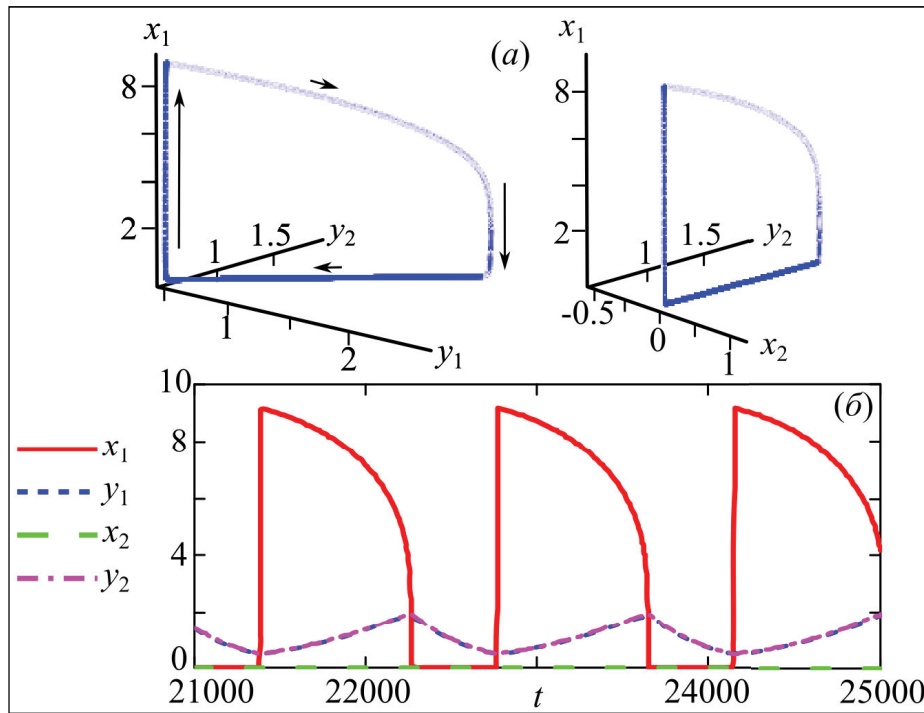 x₁ (а) x₁
8 8
2 2
1 1.5 y₂ 1 1.5 y₂
1 2 y₁ -0.5 0 1 x₂
10 (б)
8
4
0
x₁
y₁
x₂
y₂
21000 22000 t 24000 25000